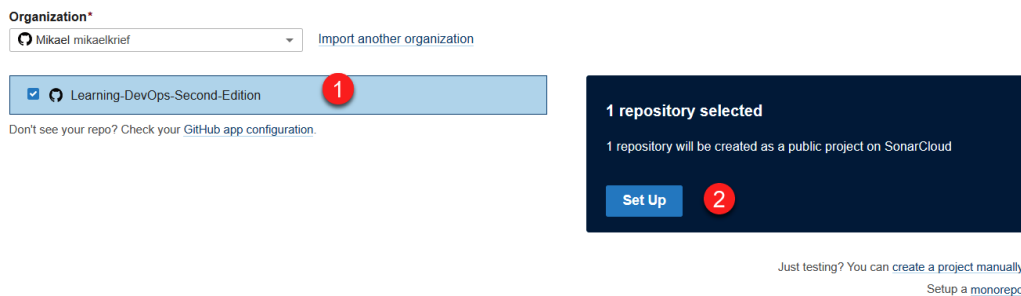 Organization*
Mikael mikaelkrief
Import another organization
Learning-DevOps-Second-Edition
1
Don't see your repo? Check your GitHub app configuration.
1 repository selected
1 repository will be created as a public project on SonarCloud
Set Up
2
Just testing? You can create a project manually
Setup a monorepo